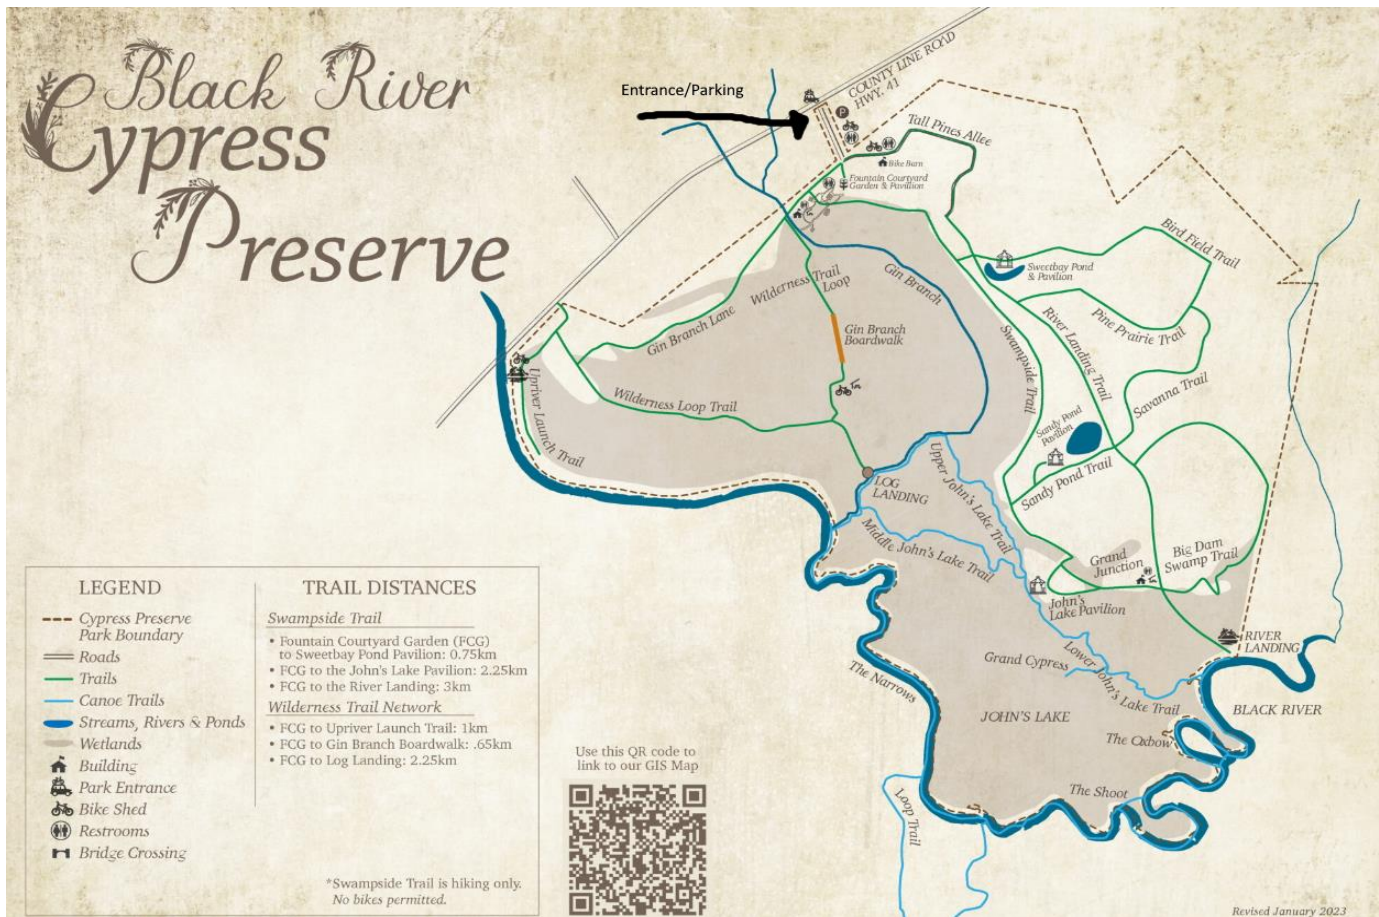 Black River
Cypress
Preserve
Entrance/Parking
COUNTY LINE ROAD
HWY. 41
P
Tall Pines Allee
Bike Barn
Fountain Courtyard
Garden & Pavillion
Bird Field Trail
Sweetbay Pond
& Pavilion
Wilderness Trail
Loop
Gin Branch
Gin Branch Lane
Gin Branch
Boardwalk
Pine Prairie Trail
River Landing Trail
Swampside Trail
Savanna Trail
Upriver Launch Trail
Wilderness Loop Trail
Sandy Pond
Pavilion
Sandy Pond Trail
LOG
LANDING
Upper John's Lake Trail
Middle John's Lake Trail
Grand
Junction
Big Dam
Swamp Trail
John's
Lake Pavilion
RIVER
LANDING
Grand Cypress
Lower John's Lake Trail
The Narrows
JOHN'S LAKE
BLACK RIVER
The Oxbow
The Shoot
Loop Trail
LEGEND
Cypress Preserve
Park Boundary
Roads
Trails
Canoe Trails
Streams, Rivers & Ponds
Wetlands
Building
Park Entrance
Bike Shed
Restrooms
Bridge Crossing
TRAIL DISTANCES
Swampside Trail
• Fountain Courtyard Garden (FCG)
to Sweetbay Pond Pavilion: 0.75km
• FCG to the John's Lake Pavilion: 2.25km
• FCG to the River Landing: 3km
Wilderness Trail Network
• FCG to Upriver Launch Trail: 1km
• FCG to Gin Branch Boardwalk: .65km
• FCG to Log Landing: 2.25km
*Swampside Trail is hiking only.
No bikes permitted.
Use this QR code to
link to our GIS Map
Revised January 2023